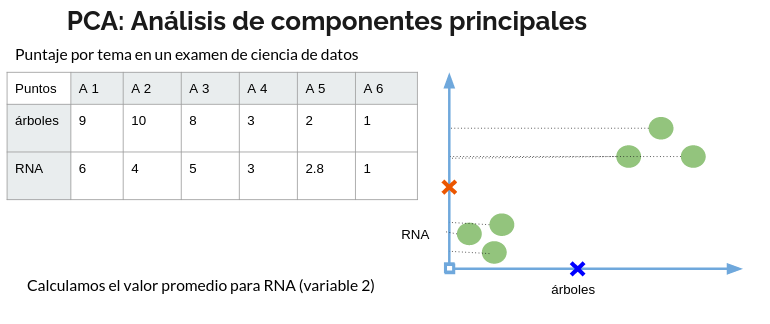 PCA: Análisis de componentes principales
Puntaje por tema en un examen de ciencia de datos
Puntos A 1 A 2 A 3 A 4 A 5 A 6
árboles 9 10 8 3 2 1
RNA 6 4 5 3 2.8 1
RNA
árboles
Calculamos el valor promedio para RNA (variable 2)